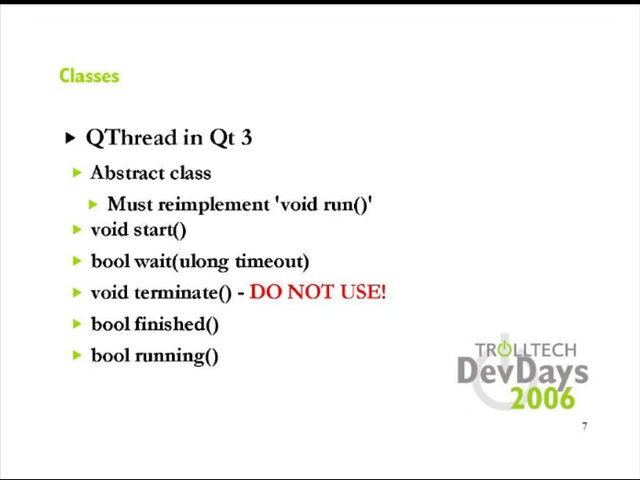 Classes
QThread in Qt 3
Abstract class
Must reimplement 'void run()'
void start()
bool wait(ulong timeout)
void terminate() - DO NOT USE!
bool finished()
bool running()
TROLLTECH
DevDays
2006
7